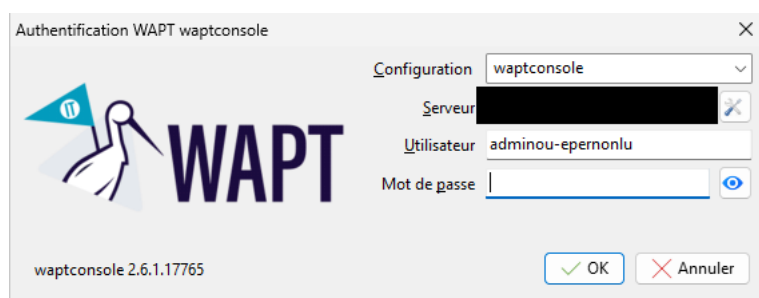 Authentification WAPT waptconsole
Configuration waptconsole
Serveur
IT
WAPT
Utilisateur adminou-epernonlu
Mot de passe
waptconsole 2.6.1.17765
OK Annuler